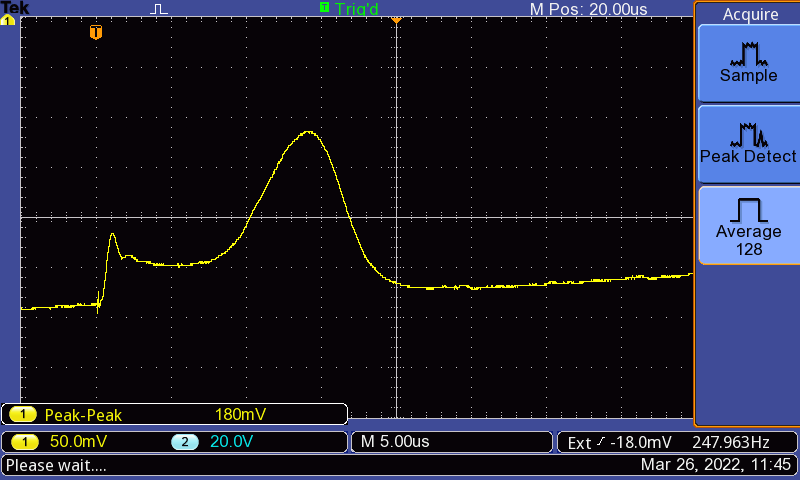 Tek
T Trig'd
M Pos: 20.00us
Acquire
1
T
Sample
Peak Detect
Average
128
1 Peak-Peak 180mV
1 50.0mV 2 20.0V M 5.00us Ext -18.0mV 247.963Hz
Please wait.... Mar 26, 2022, 11:45